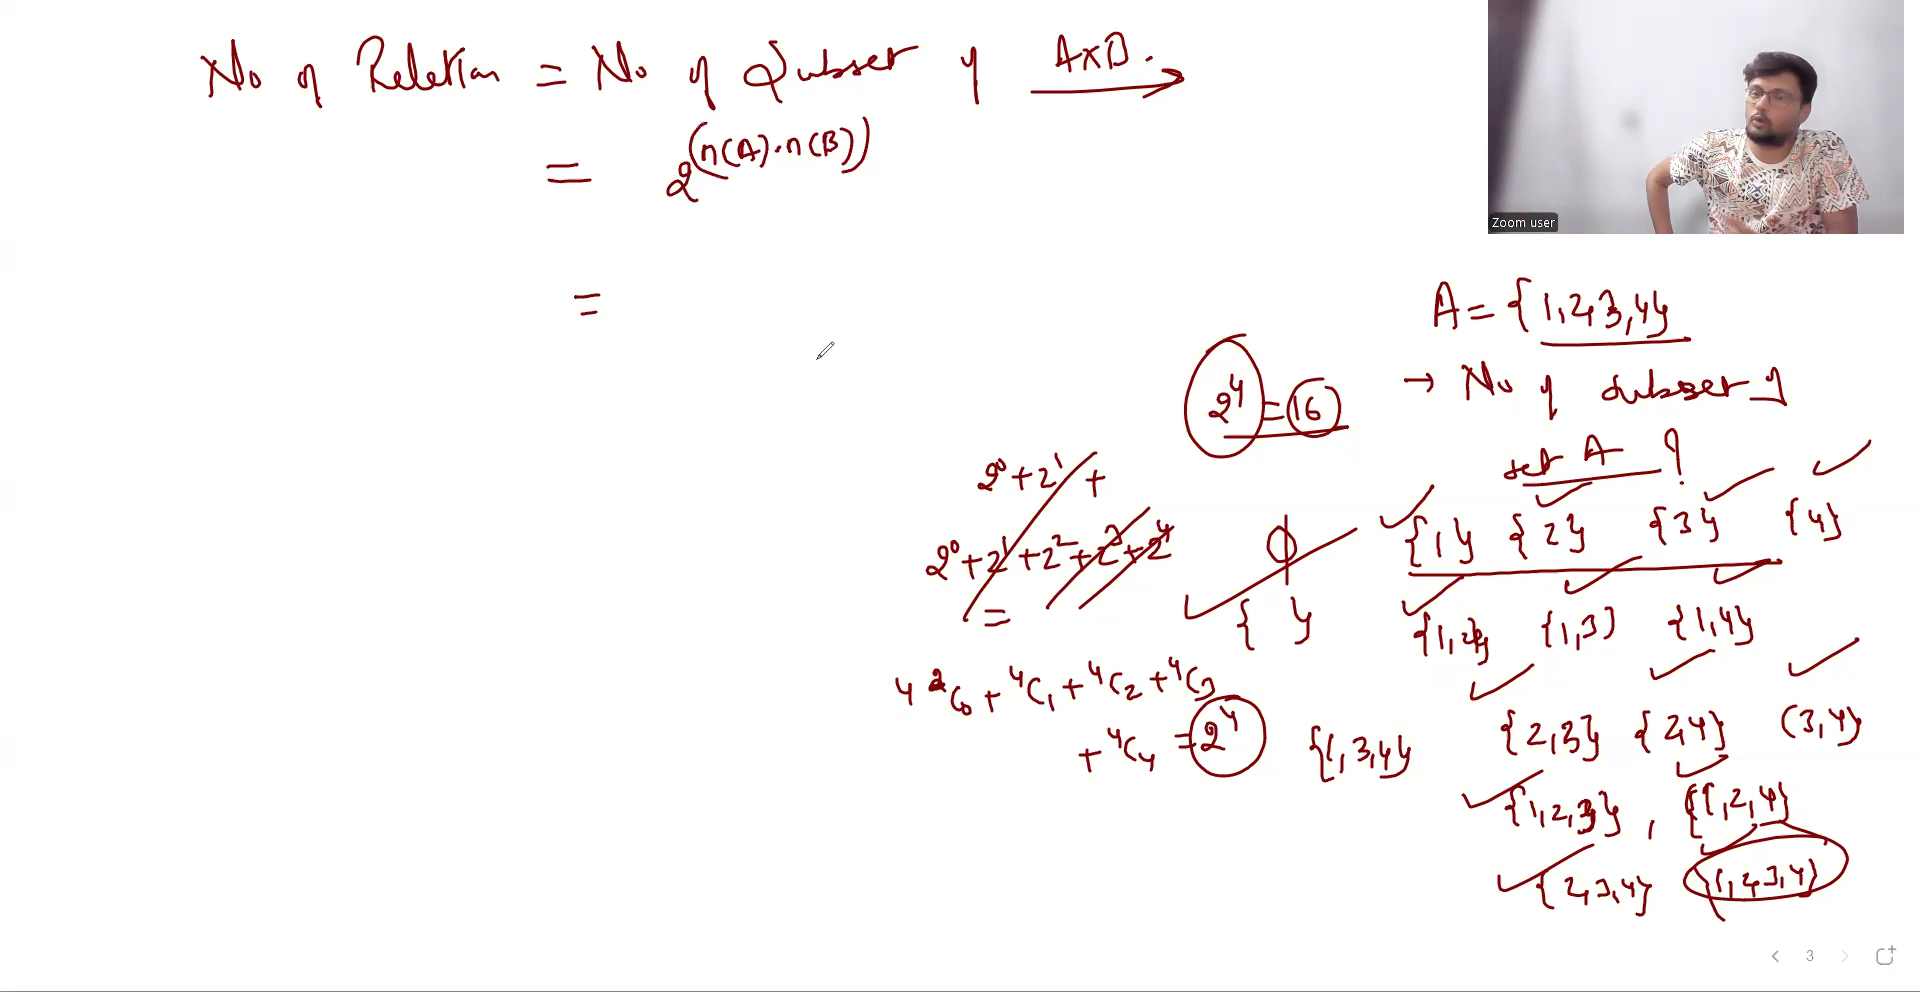 No of Relation = No of Subset of A×B.
= 2^(n(A)·n(B))
=
A = {1,2,3,4}
→ No of subset of
set A ?
2^4 = 16
2^0 + 2^1 +
2^0 + 2^1 + 2^2 + 2^3 + 2^4
=
ϕ
{ }
{1} {2} {3} {4}
{1,2} {1,3} {1,4}
{2,3} {2,4} (3,4}
{1,3,4}
{1,2,3} , {1,2,4}
{2,3,4} {1,2,3,4}
4C0 + 4C1 + 4C2 + 4C3
+ 4C4 = 2^4
Zoom user
3